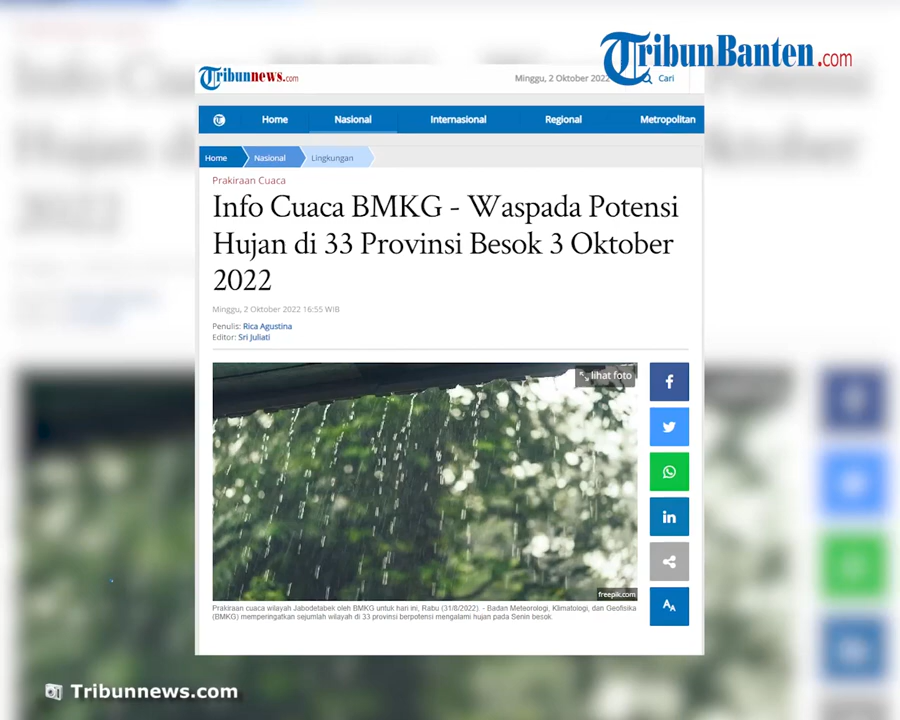 TribunBanten.com
Tribunnews.com
Minggu, 2 Oktober 2022
Cari
Home Nasional Internasional Regional Metropolitan
Home Nasional Lingkungan
Prakiraan Cuaca
Info Cuaca BMKG - Waspada Potensi
Hujan di 33 Provinsi Besok 3 Oktober
2022
Minggu, 2 Oktober 2022 16:55 WIB
Penulis: Rica Agustina
Editor: Sri Juliati
lihat foto
freepik.com
Prakiraan cuaca wilayah Jabodetabek oleh BMKG untuk hari ini, Rabu (31/8/2022). - Badan Meteorologi, Klimatologi, dan Geofisika
(BMKG) memperingatkan sejumlah wilayah di 33 provinsi berpotensi mengalami hujan pada Senin besok.
Tribunnews.com